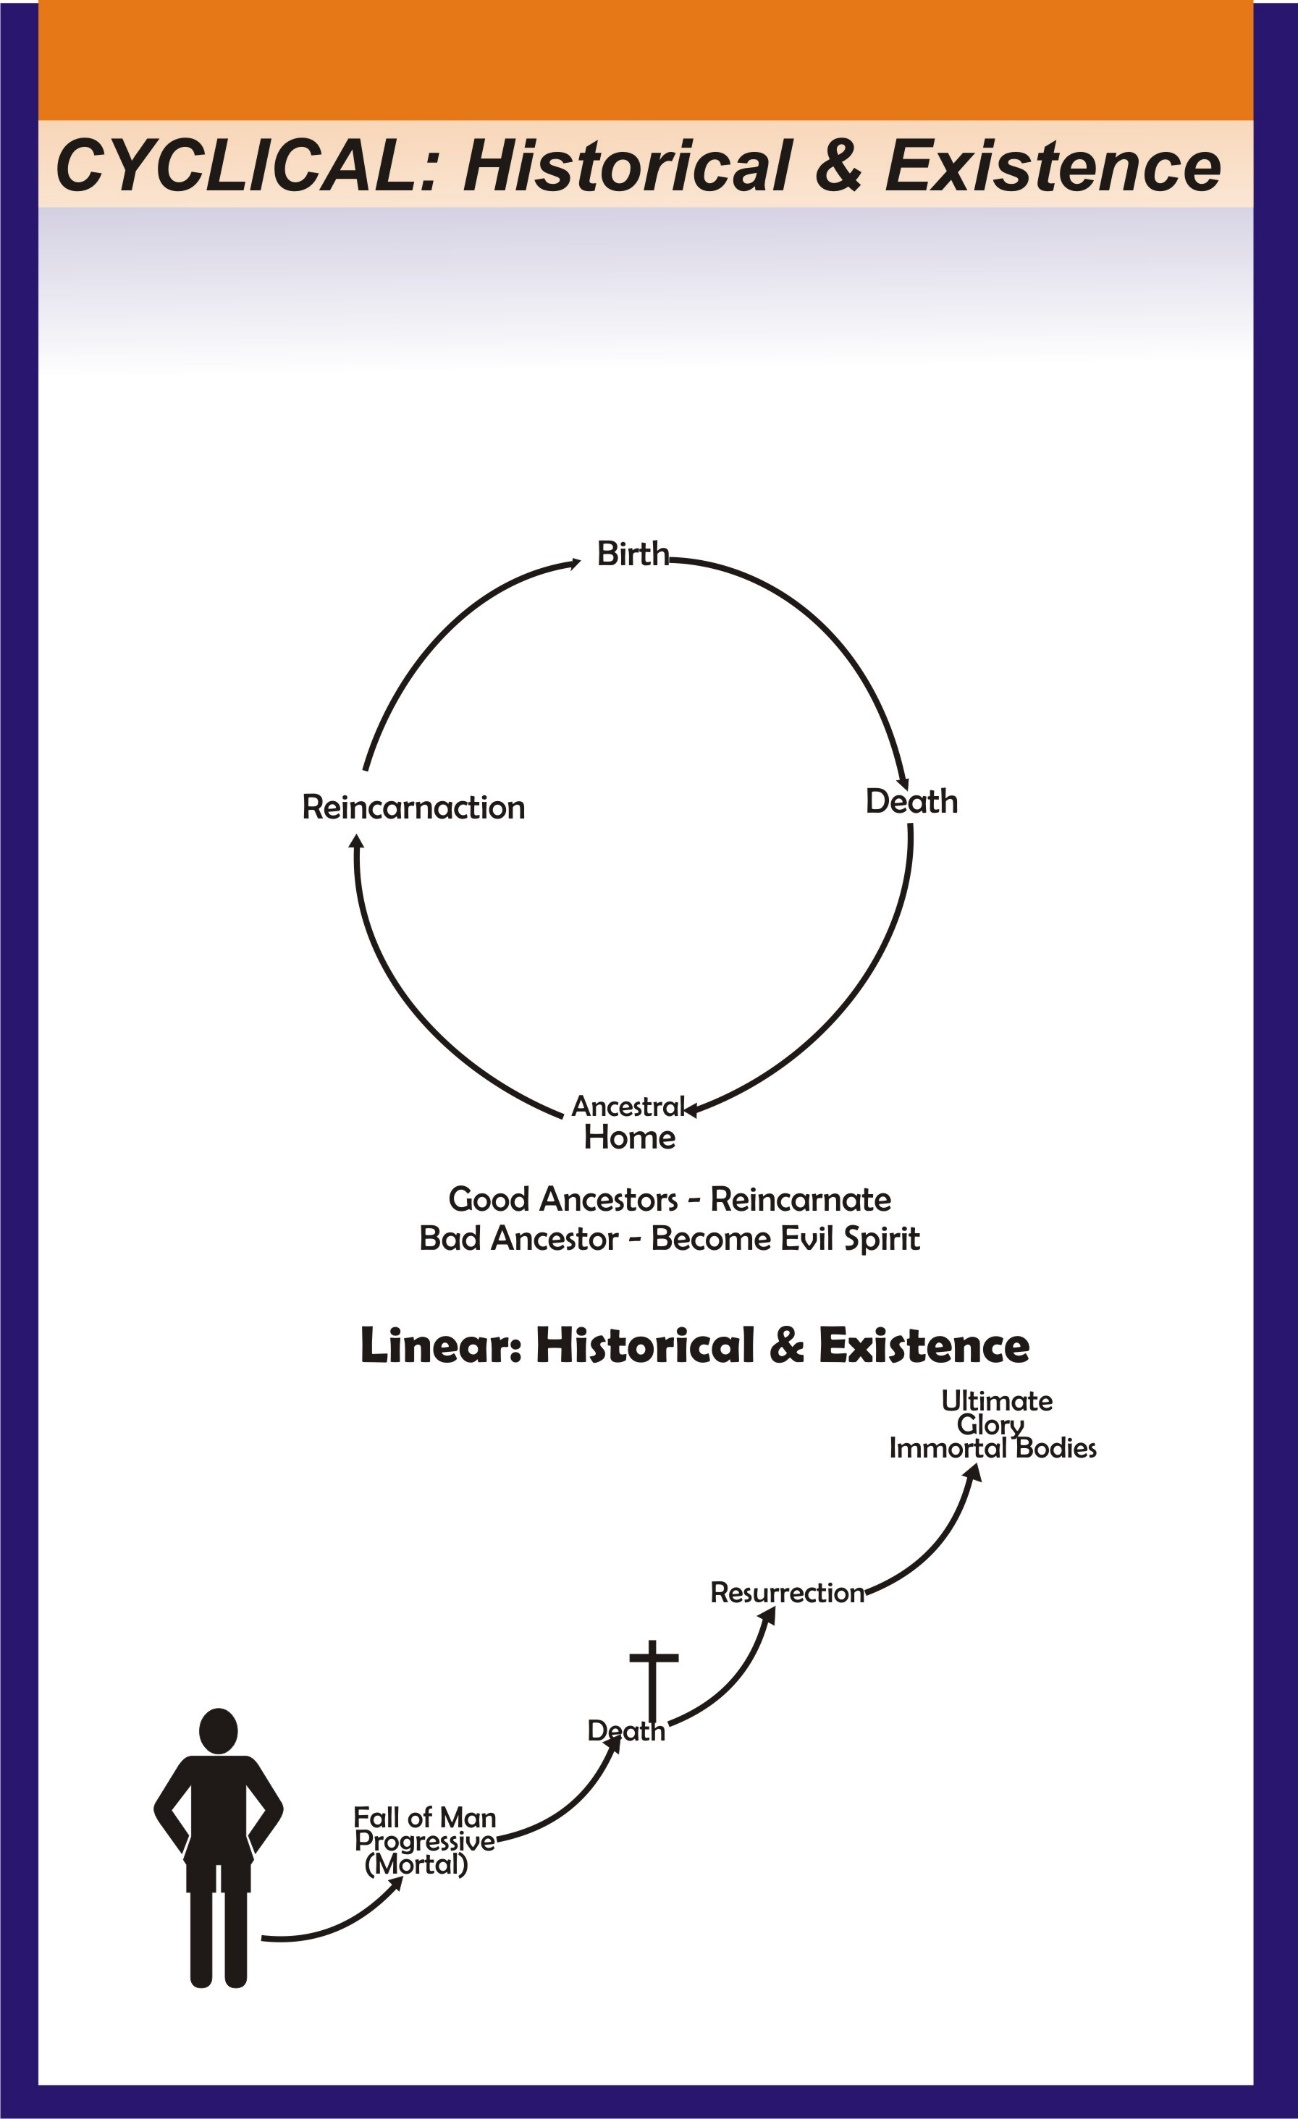 CYCLICAL: Historical & Existence
Birth
Death
Reincarnaction
Ancestral
Home
Good Ancestors - Reincarnate
Bad Ancestor - Become Evil Spirit
Linear: Historical & Existence
Ultimate
Glory
Immortal Bodies
Resurrection
Death
Fall of Man
Progressive
(Mortal)